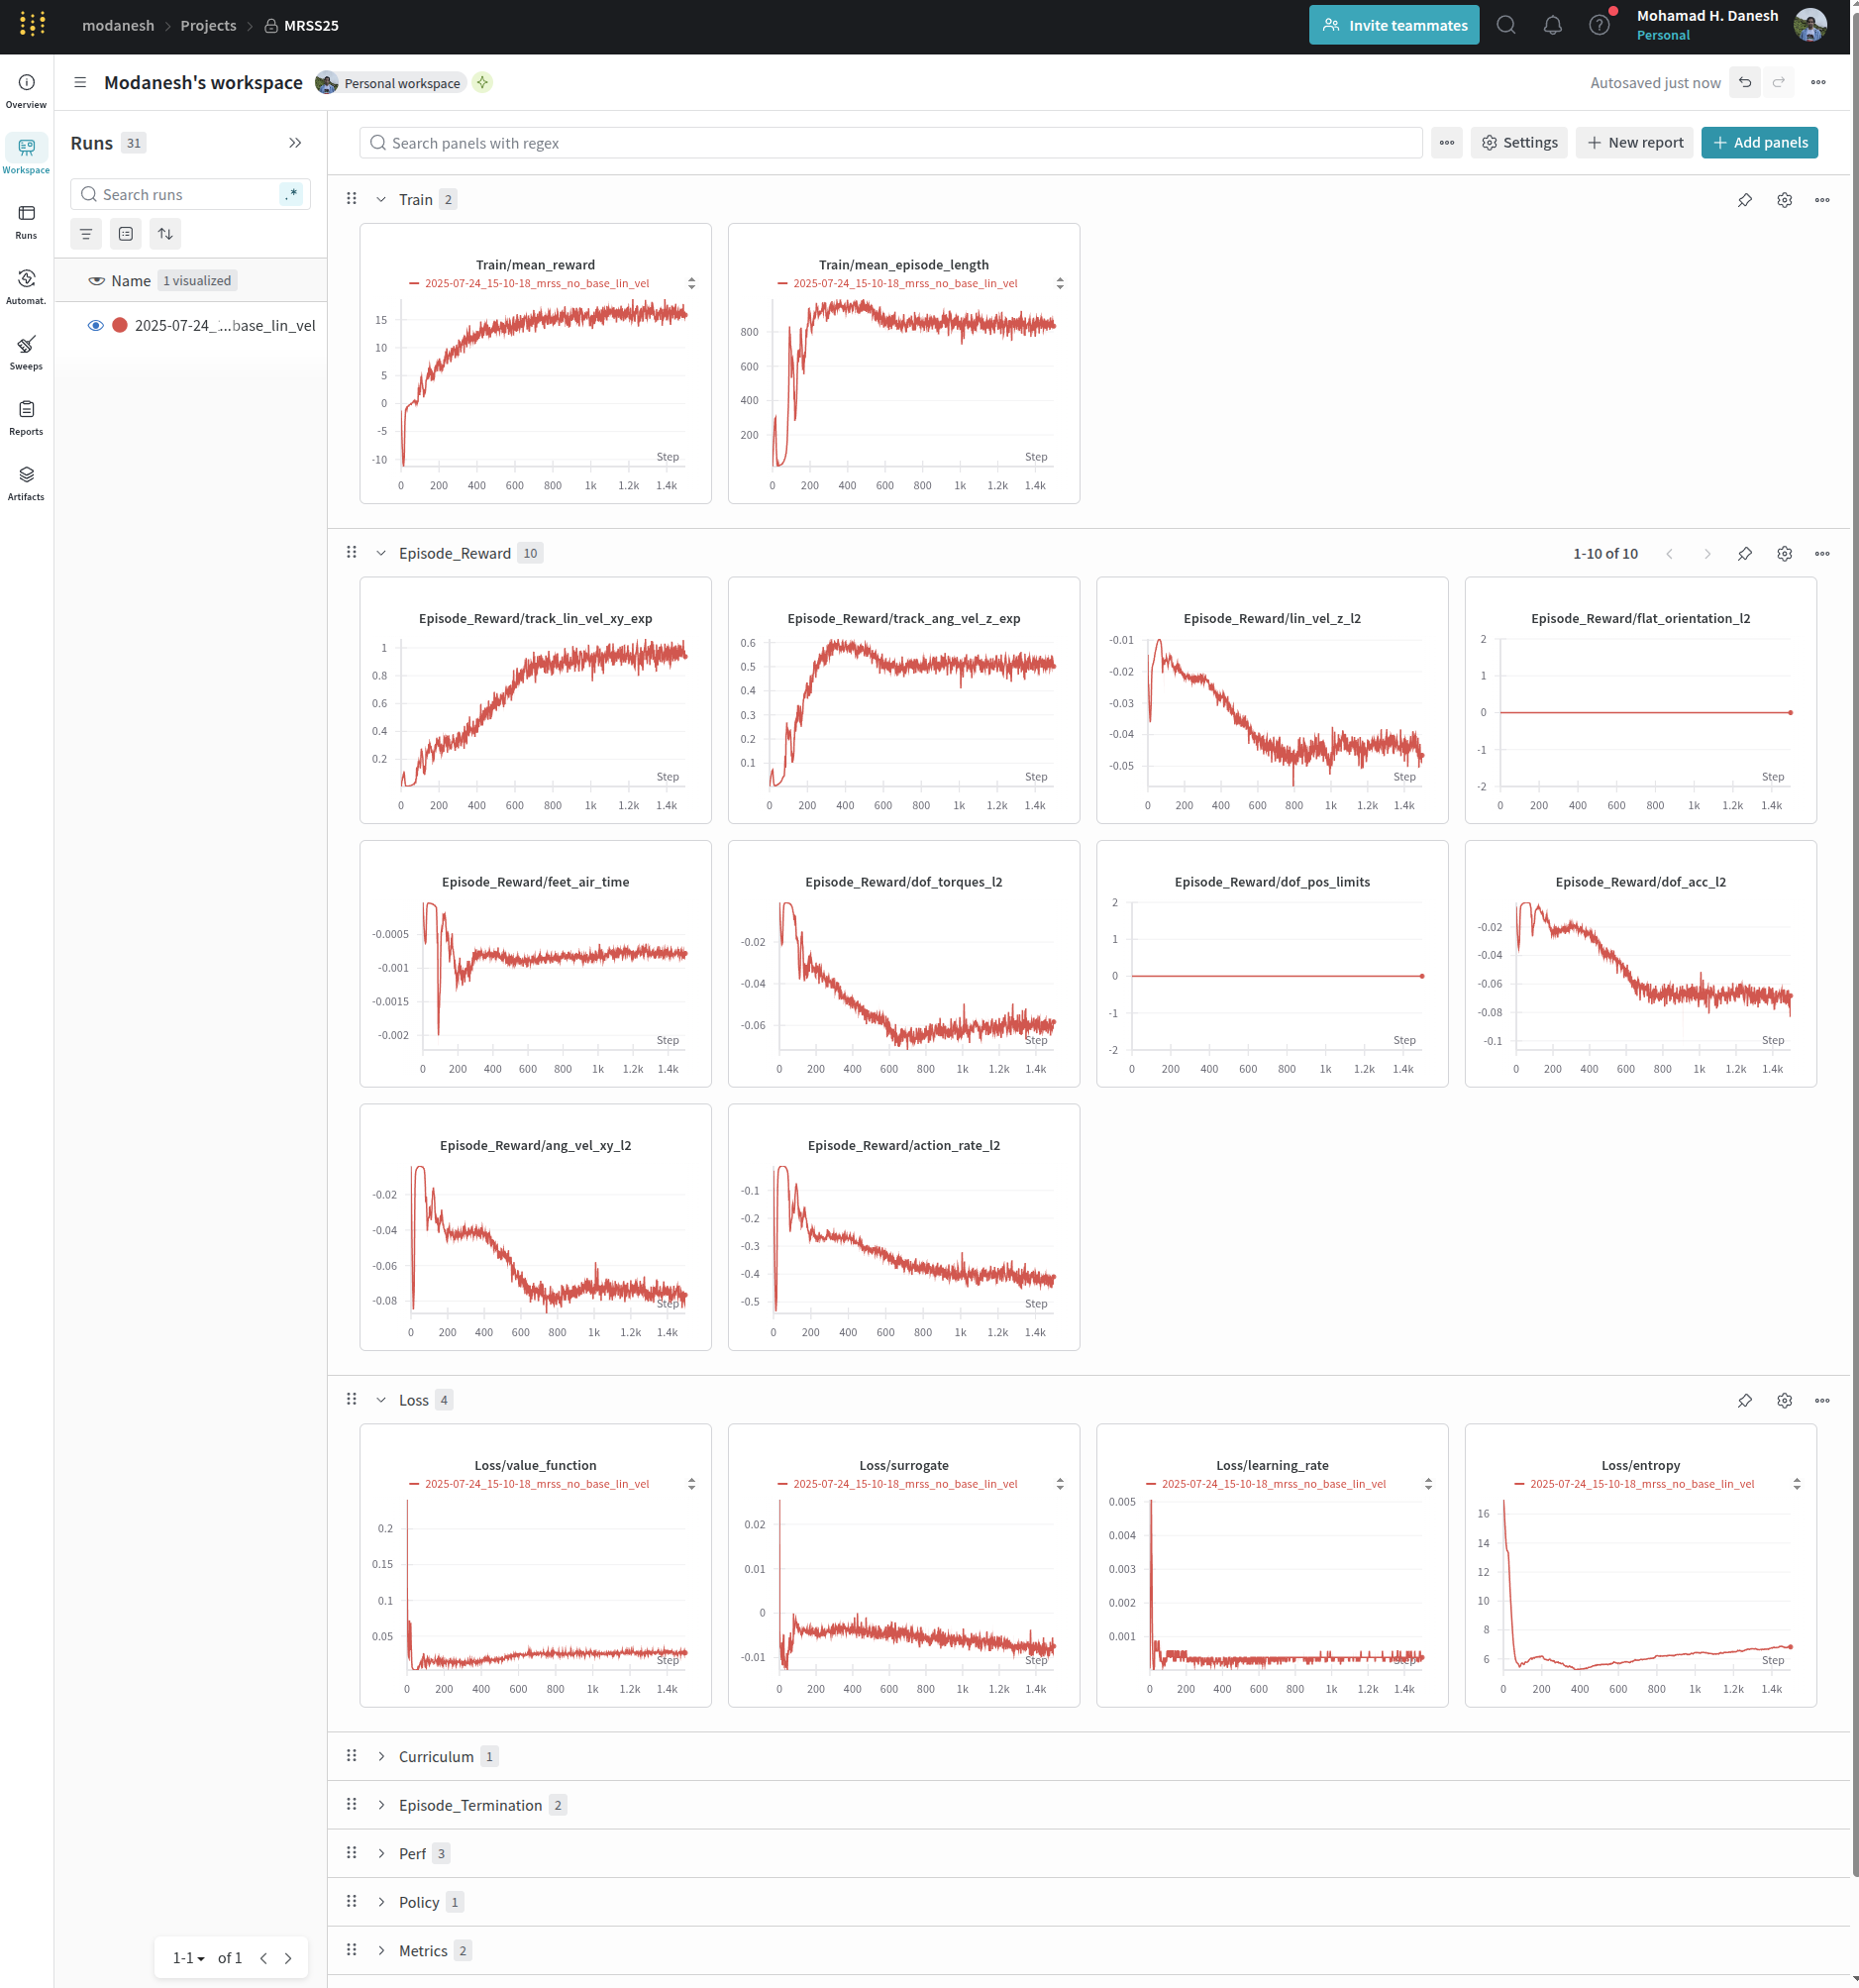 modanesh > Projects > MRSS25
Invite teammates
Mohamad H. Danesh
Personal
Overview
Workspace
Runs
Automat.
Sweeps
Reports
Artifacts
Modanesh's workspace
Personal workspace
Autosaved just now
Runs 31
Search runs
.*
Name 1 visualized
2025-07-24_...base_lin_vel
1-1 of 1
Search panels with regex
Settings
New report
Add panels
Train 2
Train/mean_reward
2025-07-24_15-10-18_mrss_no_base_lin_vel
15
10
5
0
-5
-10
Step
0 200 400 600 800 1k 1.2k 1.4k
Train/mean_episode_length
2025-07-24_15-10-18_mrss_no_base_lin_vel
800
600
400
200
Step
0 200 400 600 800 1k 1.2k 1.4k
Episode_Reward 10
1-10 of 10
Episode_Reward/track_lin_vel_xy_exp
1
0.8
0.6
0.4
0.2
Step
0 200 400 600 800 1k 1.2k 1.4k
Episode_Reward/track_ang_vel_z_exp
0.6
0.5
0.4
0.3
0.2
0.1
Step
0 200 400 600 800 1k 1.2k 1.4k
Episode_Reward/lin_vel_z_l2
-0.01
-0.02
-0.03
-0.04
-0.05
Step
0 200 400 600 800 1k 1.2k 1.4k
Episode_Reward/flat_orientation_l2
2
1
0
-1
-2
Step
0 200 400 600 800 1k 1.2k 1.4k
Episode_Reward/feet_air_time
-0.0005
-0.001
-0.0015
-0.002
Step
0 200 400 600 800 1k 1.2k 1.4k
Episode_Reward/dof_torques_l2
-0.02
-0.04
-0.06
Step
0 200 400 600 800 1k 1.2k 1.4k
Episode_Reward/dof_pos_limits
2
1
0
-1
-2
Step
0 200 400 600 800 1k 1.2k 1.4k
Episode_Reward/dof_acc_l2
-0.02
-0.04
-0.06
-0.08
-0.1
Step
0 200 400 600 800 1k 1.2k 1.4k
Episode_Reward/ang_vel_xy_l2
-0.02
-0.04
-0.06
-0.08
Step
0 200 400 600 800 1k 1.2k 1.4k
Episode_Reward/action_rate_l2
-0.1
-0.2
-0.3
-0.4
-0.5
Step
0 200 400 600 800 1k 1.2k 1.4k
Loss 4
Loss/value_function
2025-07-24_15-10-18_mrss_no_base_lin_vel
0.2
0.15
0.1
0.05
Step
0 200 400 600 800 1k 1.2k 1.4k
Loss/surrogate
2025-07-24_15-10-18_mrss_no_base_lin_vel
0.02
0.01
0
-0.01
Step
0 200 400 600 800 1k 1.2k 1.4k
Loss/learning_rate
2025-07-24_15-10-18_mrss_no_base_lin_vel
0.005
0.004
0.003
0.002
0.001
Step
0 200 400 600 800 1k 1.2k 1.4k
Loss/entropy
2025-07-24_15-10-18_mrss_no_base_lin_vel
16
14
12
10
8
6
Step
0 200 400 600 800 1k 1.2k 1.4k
Curriculum 1
Episode_Termination 2
Perf 3
Policy 1
Metrics 2